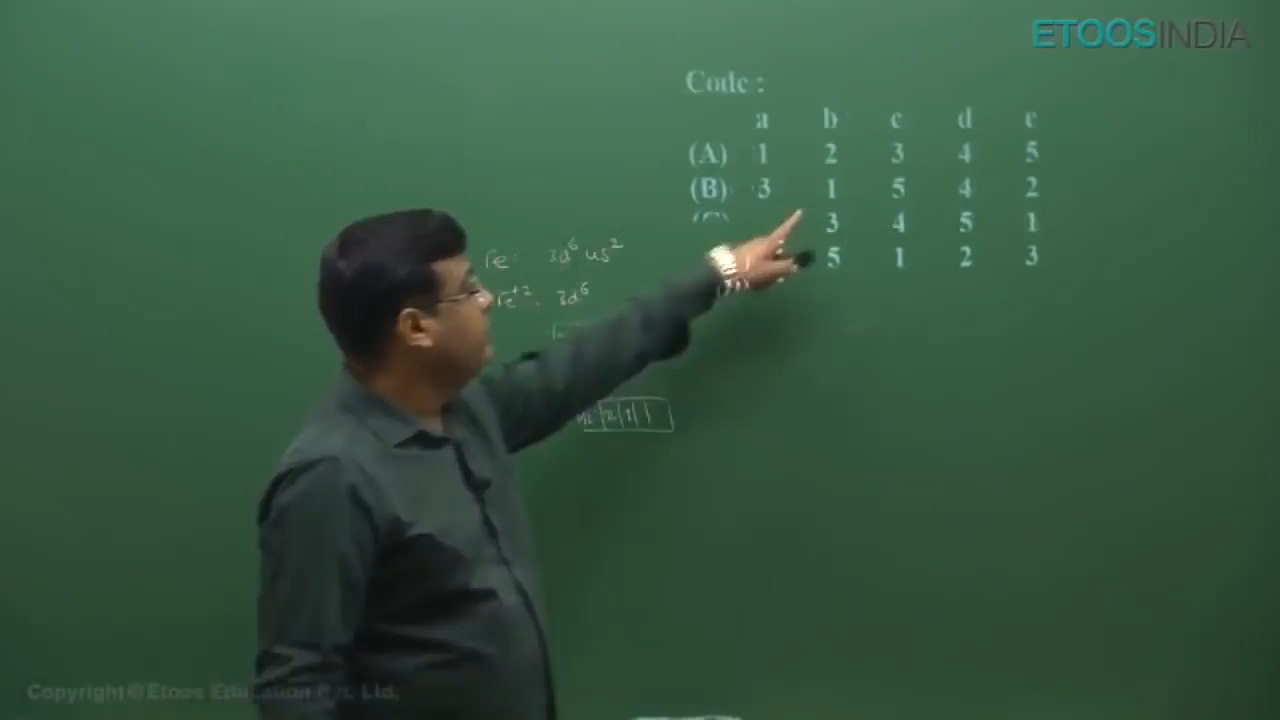 ETOOSINDIA
Code :
a b c d e
(A) 1 2 3 4 5
(B) 3 1 5 4 2
3 4 5 1
5 1 2 3
3d⁶ 4s²
Fe⁺² : 3d⁶
Copyright © Etoos Education Pvt. Ltd.